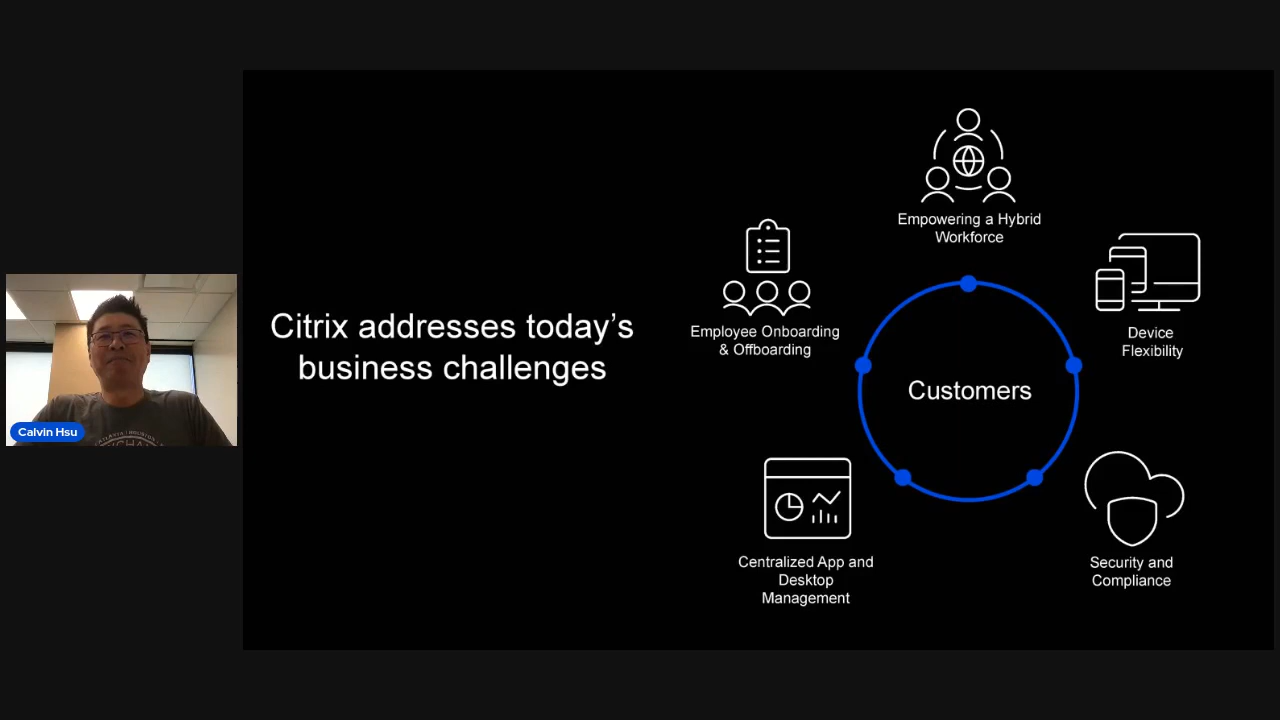 Citrix addresses today's
business challenges
Empowering a Hybrid
Workforce
Employee Onboarding
& Offboarding
Device
Flexibility
Customers
Centralized App and
Desktop
Management
Security and
Compliance
Calvin Hsu